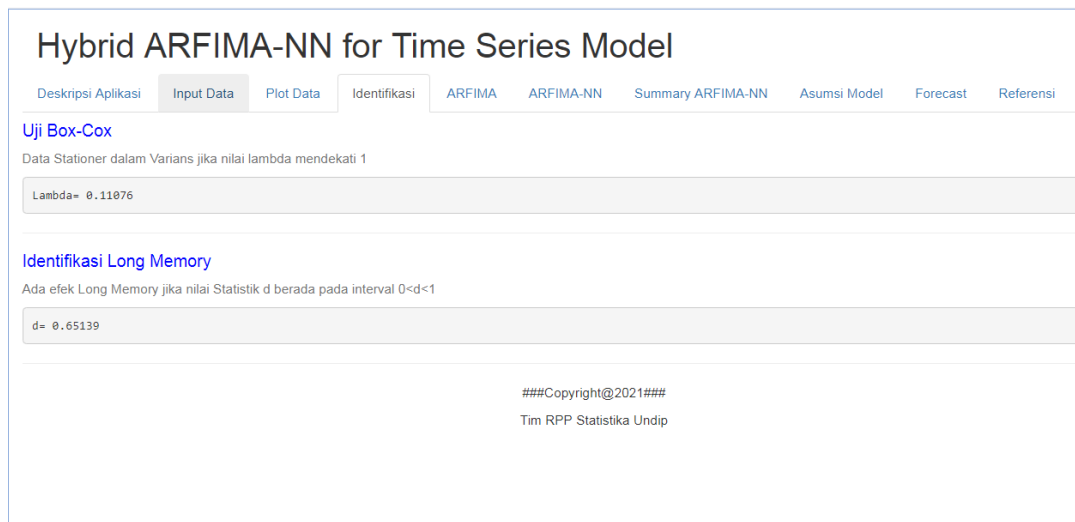 Hybrid ARFIMA-NN for Time Series Model
Deskripsi Aplikasi Input Data Plot Data Identifikasi ARFIMA ARFIMA-NN Summary ARFIMA-NN Asumsi Model Forecast Referensi
Uji Box-Cox
Data Stationer dalam Varians jika nilai lambda mendekati 1
Lambda= 0.11076
Identifikasi Long Memory
Ada efek Long Memory jika nilai Statistik d berada pada interval 0<d<1
d= 0.65139
###Copyright@2021###
Tim RPP Statistika Undip